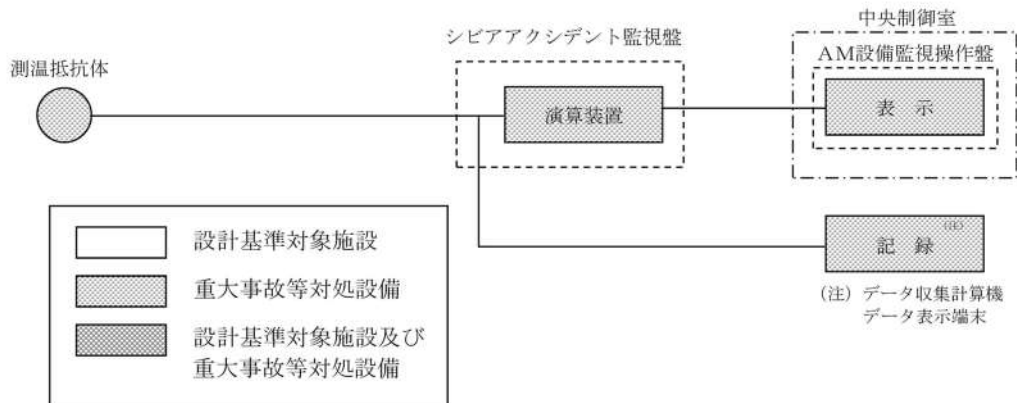 中央制御室
シビアアクシデント監視盤
AM設備監視操作盤
測温抵抗体
演算装置
表 示
記 録 (注)
(注) データ収集計算機
データ表示端末
設計基準対象施設
重大事故等対処設備
設計基準対象施設及び
重大事故等対処設備